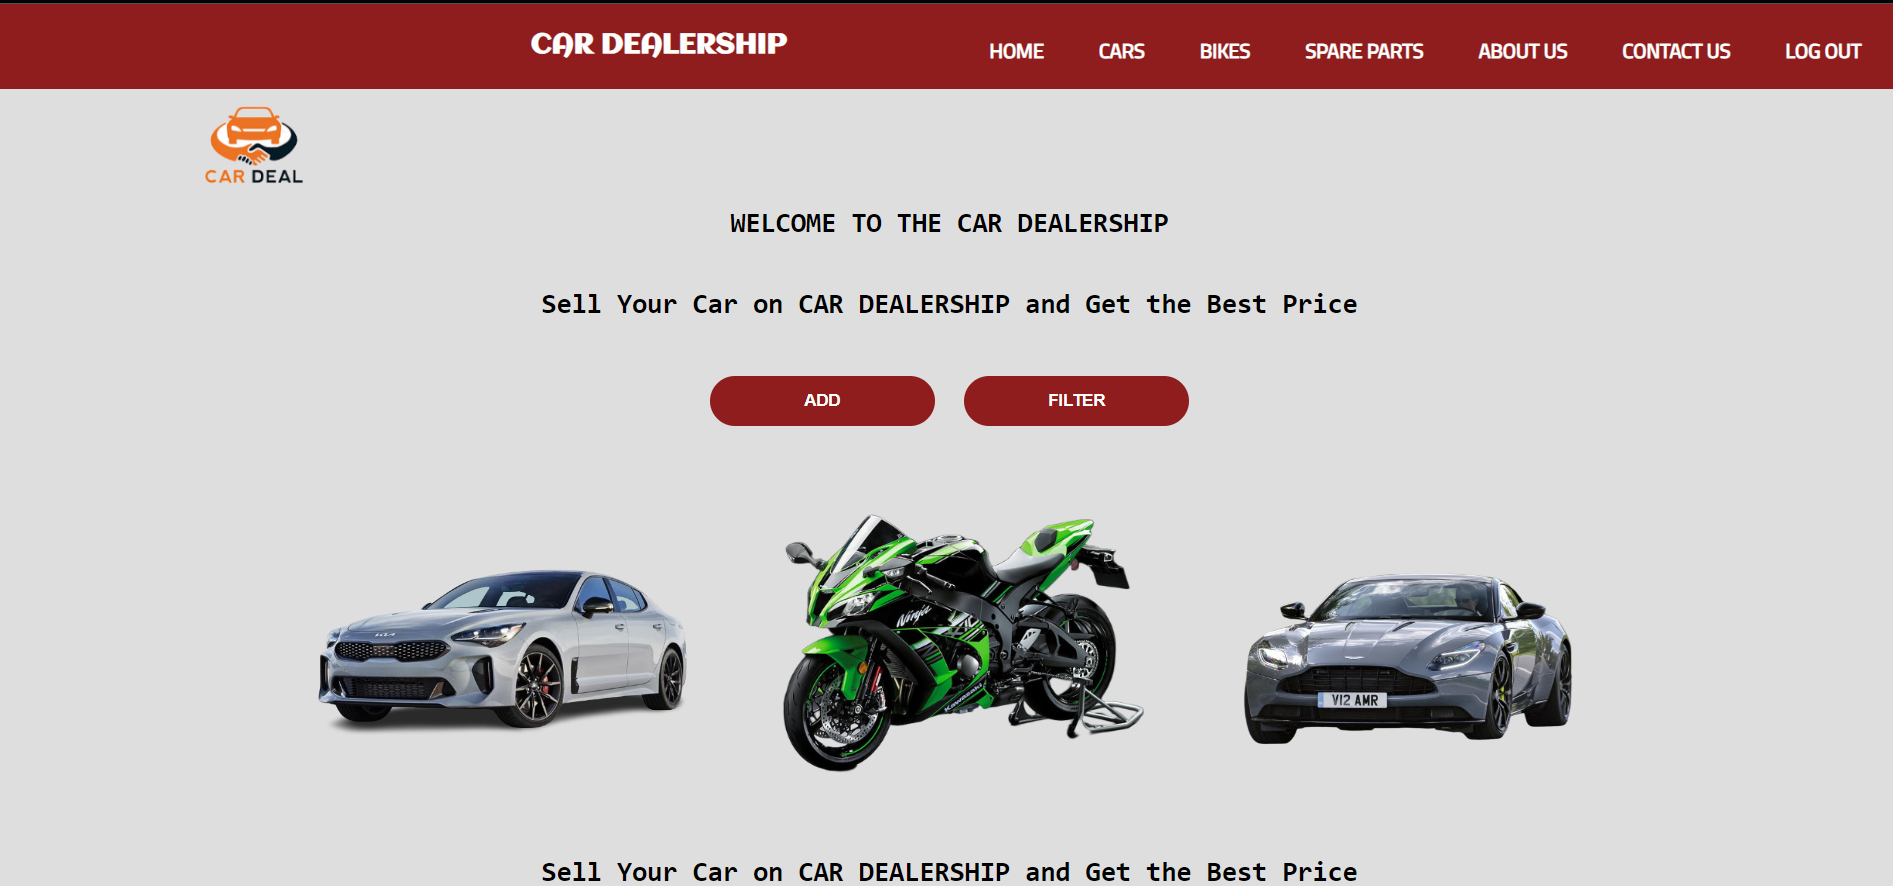 CAR DEALERSHIP
HOME CARS BIKES SPARE PARTS ABOUT US CONTACT US LOG OUT
CAR DEAL
WELCOME TO THE CAR DEALERSHIP
Sell Your Car on CAR DEALERSHIP and Get the Best Price
ADD FILTER
KIA
Ninja
Kawasaki
V12 AMR
Sell Your Car on CAR DEALERSHIP and Get the Best Price